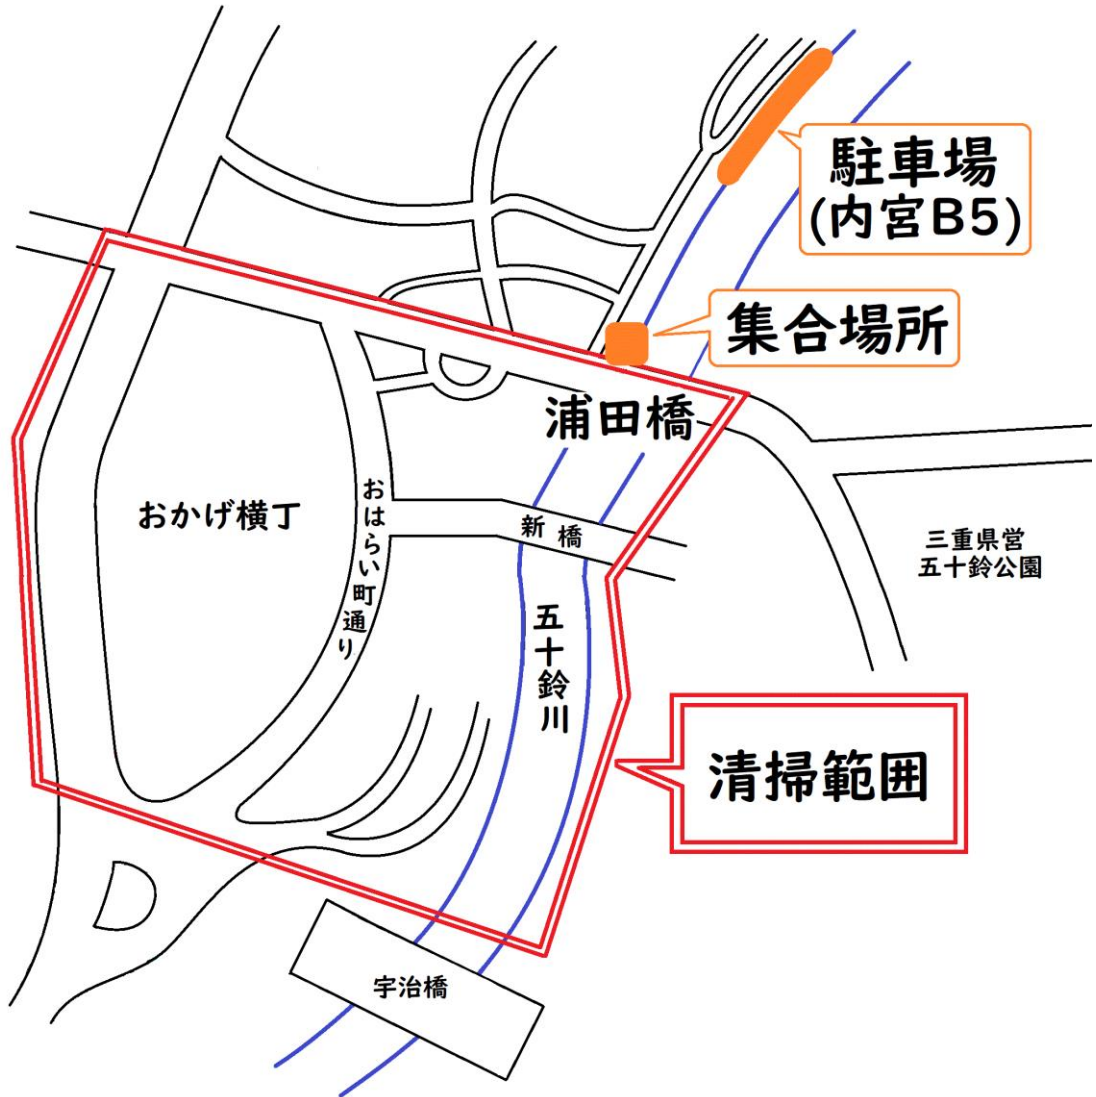 駐車場
(内宮B5)
集合場所
浦田橋
おかげ横丁
おはらい町通り
新橋
三重県営
五十鈴公園
五十鈴川
清掃範囲
宇治橋